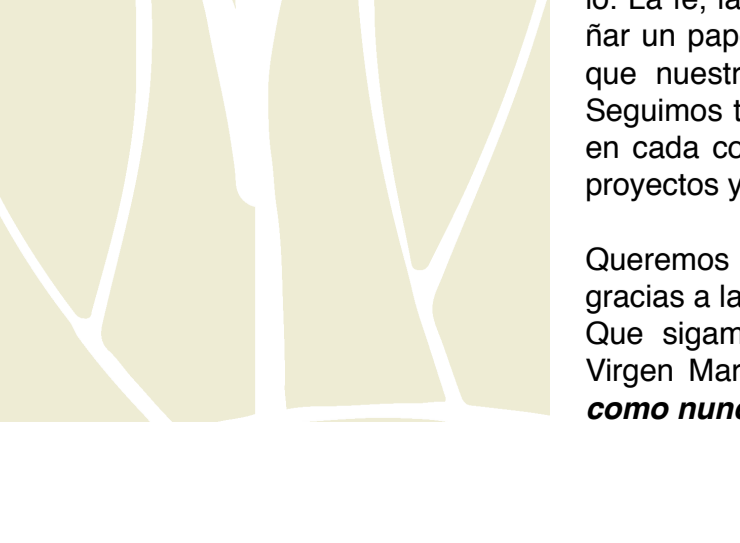 lo. La fe, la
ñar un pap
que nuestr
Seguimos t
en cada co
proyectos y
Queremos
gracias a la
Que sigam
Virgen Mar
como nunc